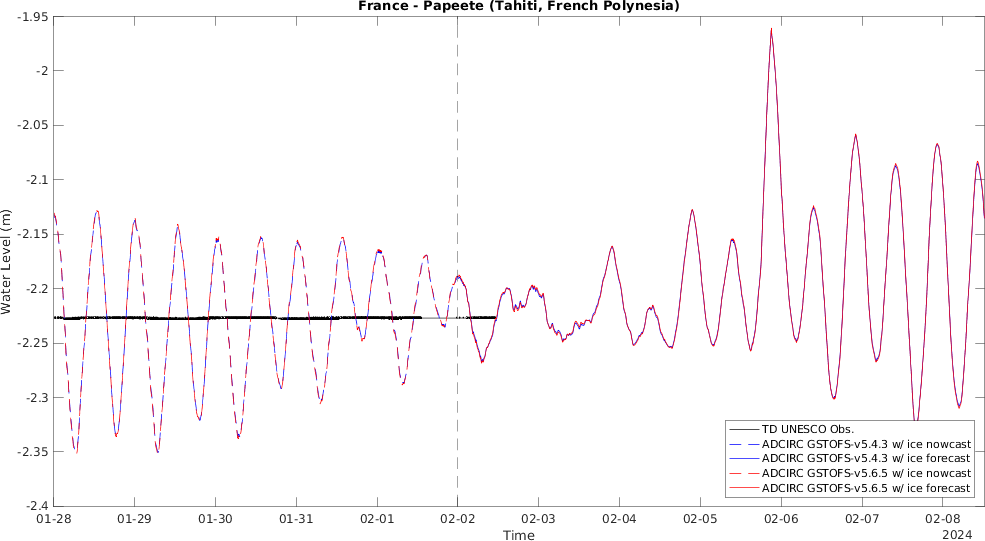 France - Papeete (Tahiti, French Polynesia)
-1.95
-2
-2.05
-2.1
-2.15
-2.2
-2.25
-2.3
-2.35
-2.4
Water Level (m)
TD UNESCO Obs.
ADCIRC GSTOFS-v5.4.3 w/ ice nowcast
ADCIRC GSTOFS-v5.4.3 w/ ice forecast
ADCIRC GSTOFS-v5.6.5 w/ ice nowcast
ADCIRC GSTOFS-v5.6.5 w/ ice forecast
01-28 01-29 01-30 01-31 02-01 02-02 02-03 02-04 02-05 02-06 02-07 02-08
Time
2024